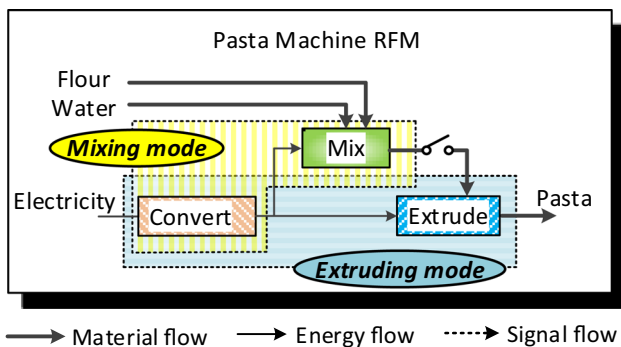 Pasta Machine RFM
Flour
Water
Mixing mode
Mix
Electricity
Convert
Extrude
Pasta
Extruding mode
Material flow
Energy flow
Signal flow